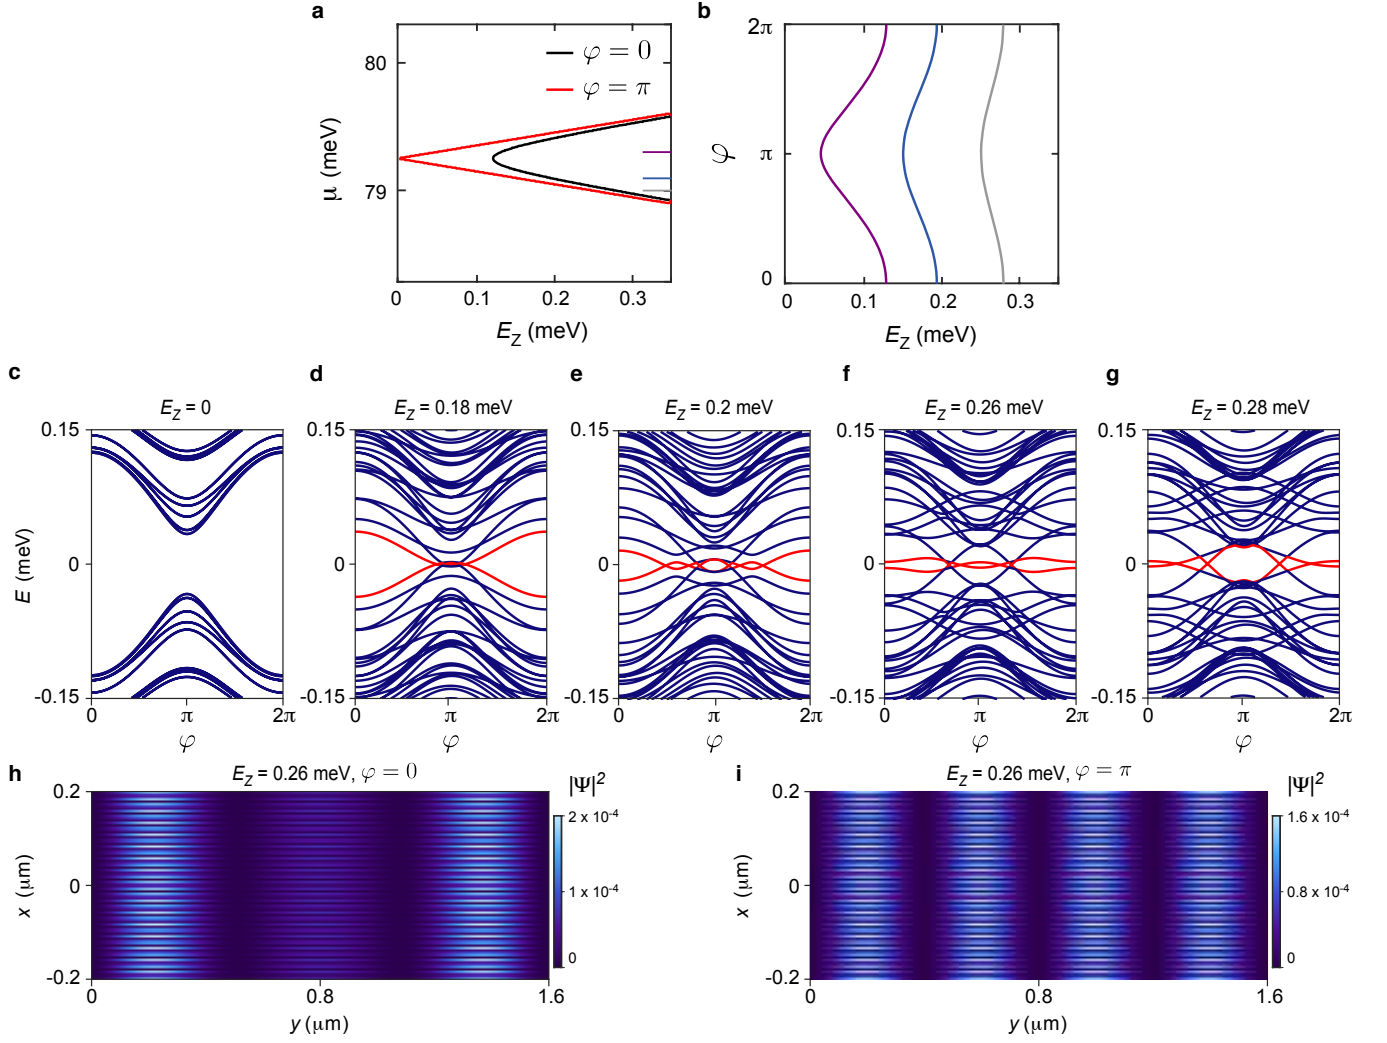 a
b
φ = 0
φ = π
80
79
μ (meV)
0
0.1
0.2
0.3
E_Z (meV)
2π
π
0
φ
0
0.1
0.2
0.3
E_Z (meV)
c
d
e
f
g
E_Z = 0
E_Z = 0.18 meV
E_Z = 0.2 meV
E_Z = 0.26 meV
E_Z = 0.28 meV
0.15
0
-0.15
E (meV)
0 π 2π
φ
0.15
0
-0.15
0 π 2π
φ
0.15
0
-0.15
0 π 2π
φ
0.15
0
-0.15
0 π 2π
φ
0.15
0
-0.15
0 π 2π
φ
h
E_Z = 0.26 meV, φ = 0
|Ψ|²
0.2
0
-0.2
x (μm)
0
0.8
1.6
y (μm)
2 x 10⁻⁴
1 x 10⁻⁴
0
i
E_Z = 0.26 meV, φ = π
|Ψ|²
0.2
0
-0.2
x (μm)
0
0.8
1.6
y (μm)
1.6 x 10⁻⁴
0.8 x 10⁻⁴
0